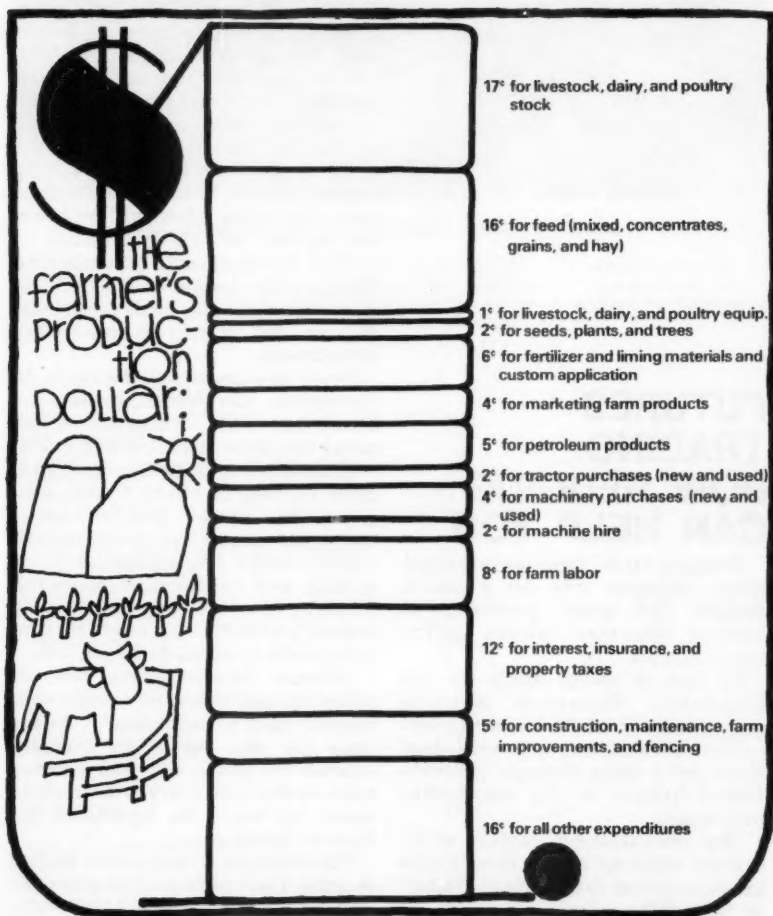 $
the
farmer's
PRODUC-
tion
DOLLAR:
17¢ for livestock, dairy, and poultry
stock
16¢ for feed (mixed, concentrates,
grains, and hay)
1¢ for livestock, dairy, and poultry equip.
2¢ for seeds, plants, and trees
6¢ for fertilizer and liming materials and
custom application
4¢ for marketing farm products
5¢ for petroleum products
2¢ for tractor purchases (new and used)
4¢ for machinery purchases (new and
used)
2¢ for machine hire
8¢ for farm labor
12¢ for interest, insurance, and
property taxes
5¢ for construction, maintenance, farm
improvements, and fencing
16¢ for all other expenditures